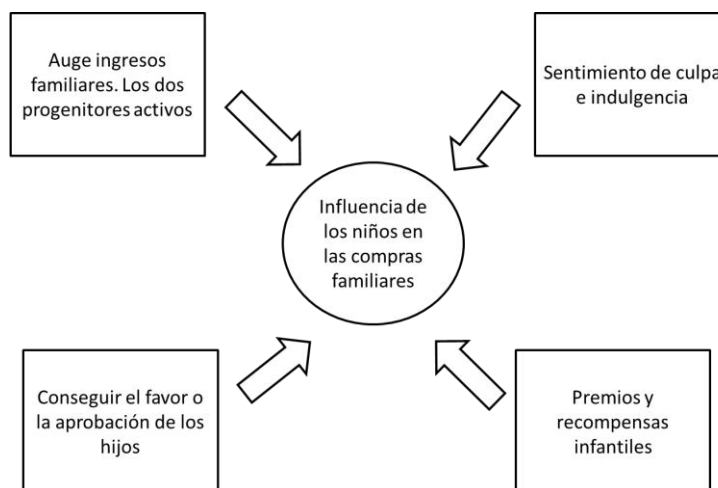 Auge ingresos
familiares. Los dos
progenitores activos
Sentimiento de culpa
e indulgencia
Influencia de
los niños en
las compras
familiares
Conseguir el favor o
la aprobación de los
hijos
Premios y
recompensas
infantiles